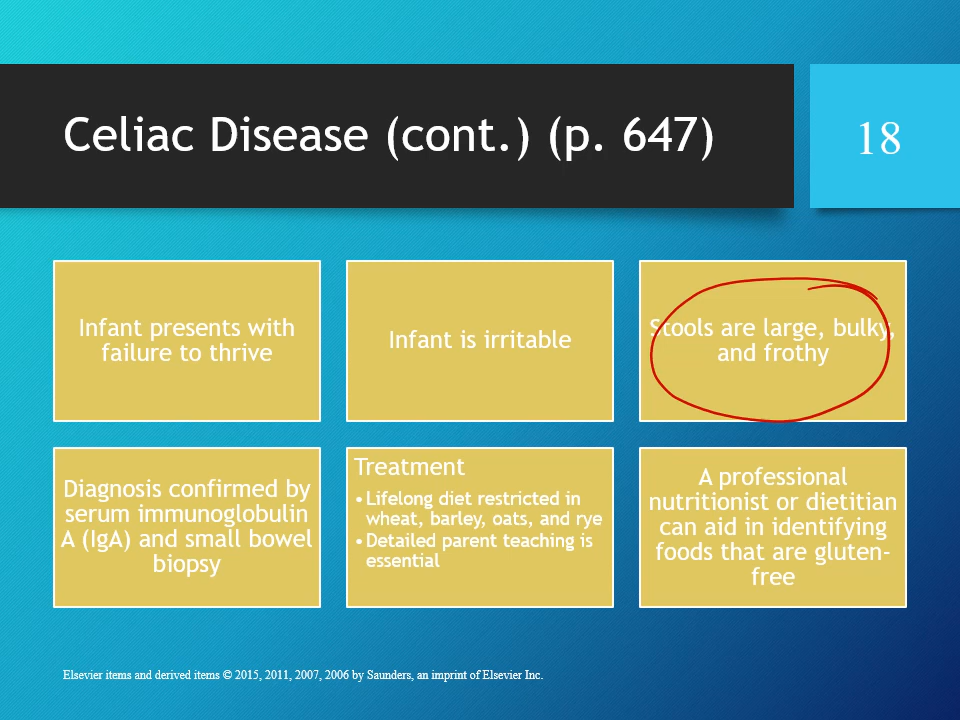 Celiac Disease (cont.) (p. 647)
18
Infant presents with
failure to thrive
Infant is irritable
Stools are large, bulky,
and frothy
Diagnosis confirmed by
serum immunoglobulin
A (IgA) and small bowel
biopsy
Treatment
•Lifelong diet restricted in
wheat, barley, oats, and rye
•Detailed parent teaching is
essential
A professional
nutritionist or dietitian
can aid in identifying
foods that are gluten-
free
Elsevier items and derived items © 2015, 2011, 2007, 2006 by Saunders, an imprint of Elsevier Inc.